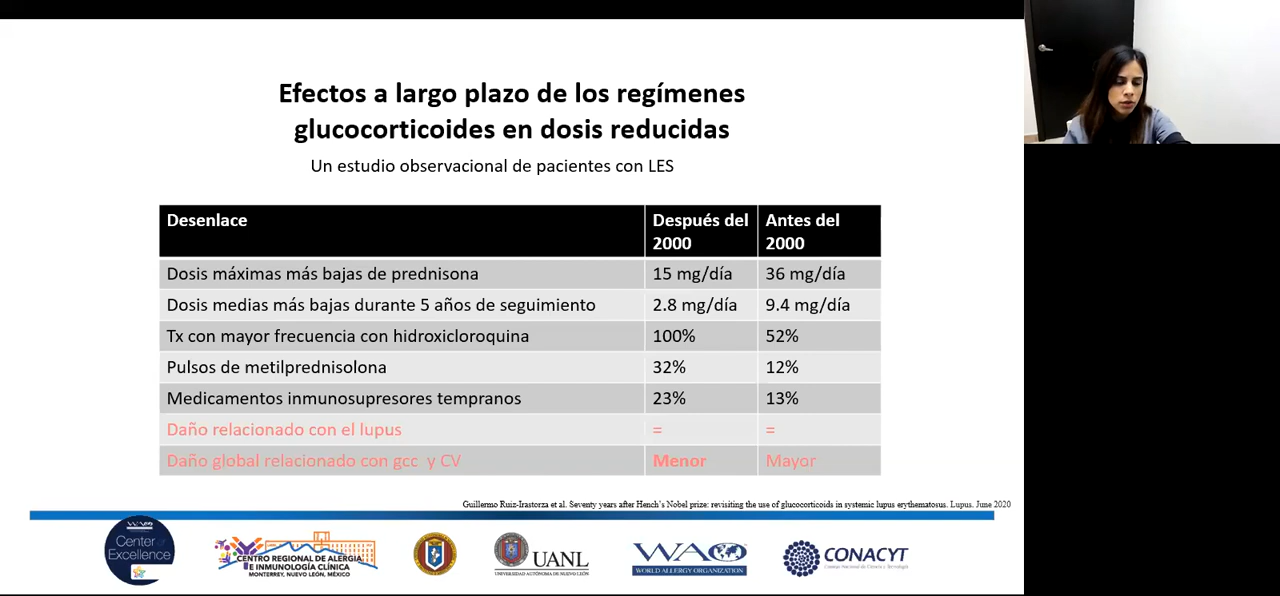 Efectos a largo plazo de los regímenes
glucocorticoides en dosis reducidas
Un estudio observacional de pacientes con LES
Desenlace Después del 2000 Antes del 2000
Dosis máximas más bajas de prednisona 15 mg/día 36 mg/día
Dosis medias más bajas durante 5 años de seguimiento 2.8 mg/día 9.4 mg/día
Tx con mayor frecuencia con hidroxicloroquina 100% 52%
Pulsos de metilprednisolona 32% 12%
Medicamentos inmunosupresores tempranos 23% 13%
Daño relacionado con el lupus = =
Daño global relacionado con gcc y CV Menor Mayor
Guillermo Ruiz-Irastorza et al. Seventy years after Hench's Nobel prize: revisiting the use of glucocorticoids in systemic lupus erythematosus. Lupus. June 2020
WAO
Center of
Excellence
CENTRO REGIONAL DE ALERGIA
E INMUNOLOGÍA CLÍNICA
MONTERREY, NUEVO LEÓN, MÉXICO
UANL
UNIVERSIDAD AUTÓNOMA DE NUEVO LEÓN
WAO
WORLD ALLERGY ORGANIZATION
CONACYT
Consejo Nacional de Ciencia y Tecnología